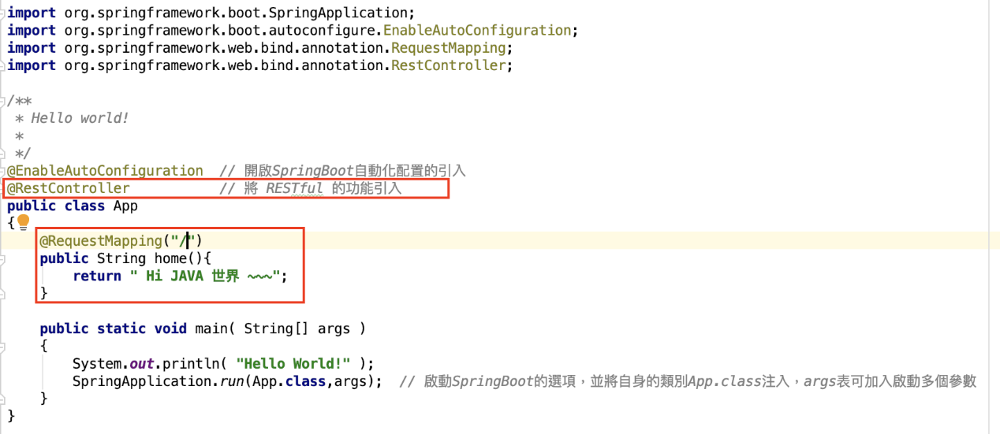 import org.springframework.boot.SpringApplication;
import org.springframework.boot.autoconfigure.EnableAutoConfiguration;
import org.springframework.web.bind.annotation.RequestMapping;
import org.springframework.web.bind.annotation.RestController;
/**
 * Hello world!
 *
 */
@EnableAutoConfiguration  // 開啟SpringBoot自動化配置的引入
@RestController           // 將 RESTful 的功能引入
public class App
{
    @RequestMapping("/")
    public String home(){
        return " Hi JAVA 世界 ~~~";
    }
    public static void main( String[] args )
    {
        System.out.println( "Hello World!" );
        SpringApplication.run(App.class,args);  // 啟動SpringBoot的選項，並將自身的類別App.class注入，args表可加入啟動多個參數
    }
}